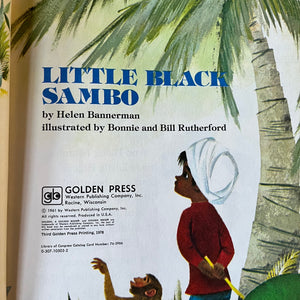 LITTLE BLACK
SAMBO
by Helen Bannerman
illustrated by Bonnie and Bill Rutherford
GOLDEN PRESS
Western Publishing Company, Inc.
Racine, Wisconsin
© 1961 by Western Publishing Company, Inc.
All rights reserved. Produced in U.S.A.
Third Golden Press Printing, 1976
Library of Congress Catalog Card Number: